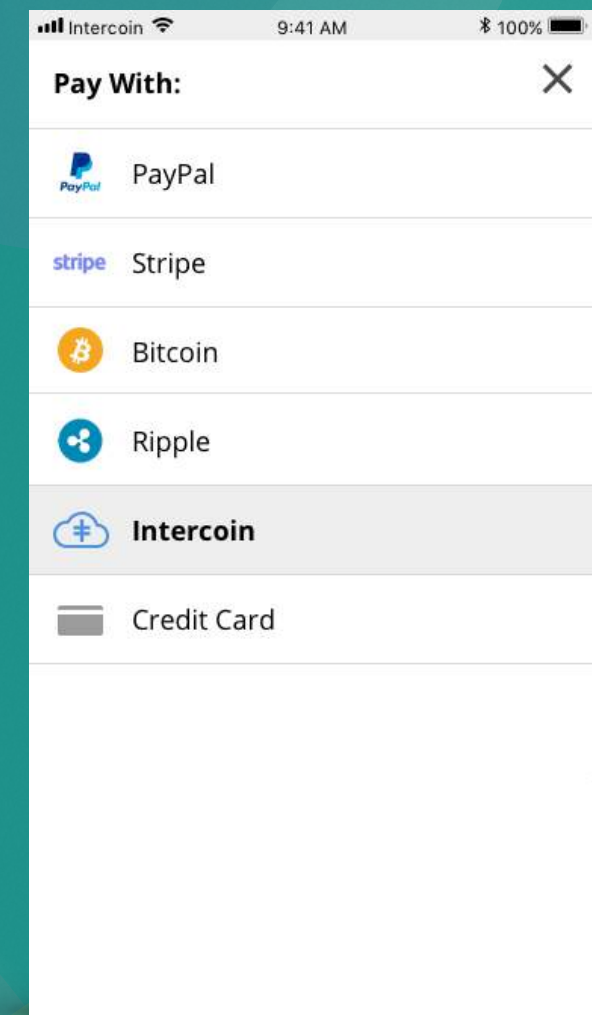 Intercoin 9:41 AM 100%
Pay With:
PayPal PayPal
stripe Stripe
Bitcoin
Ripple
Intercoin
Credit Card